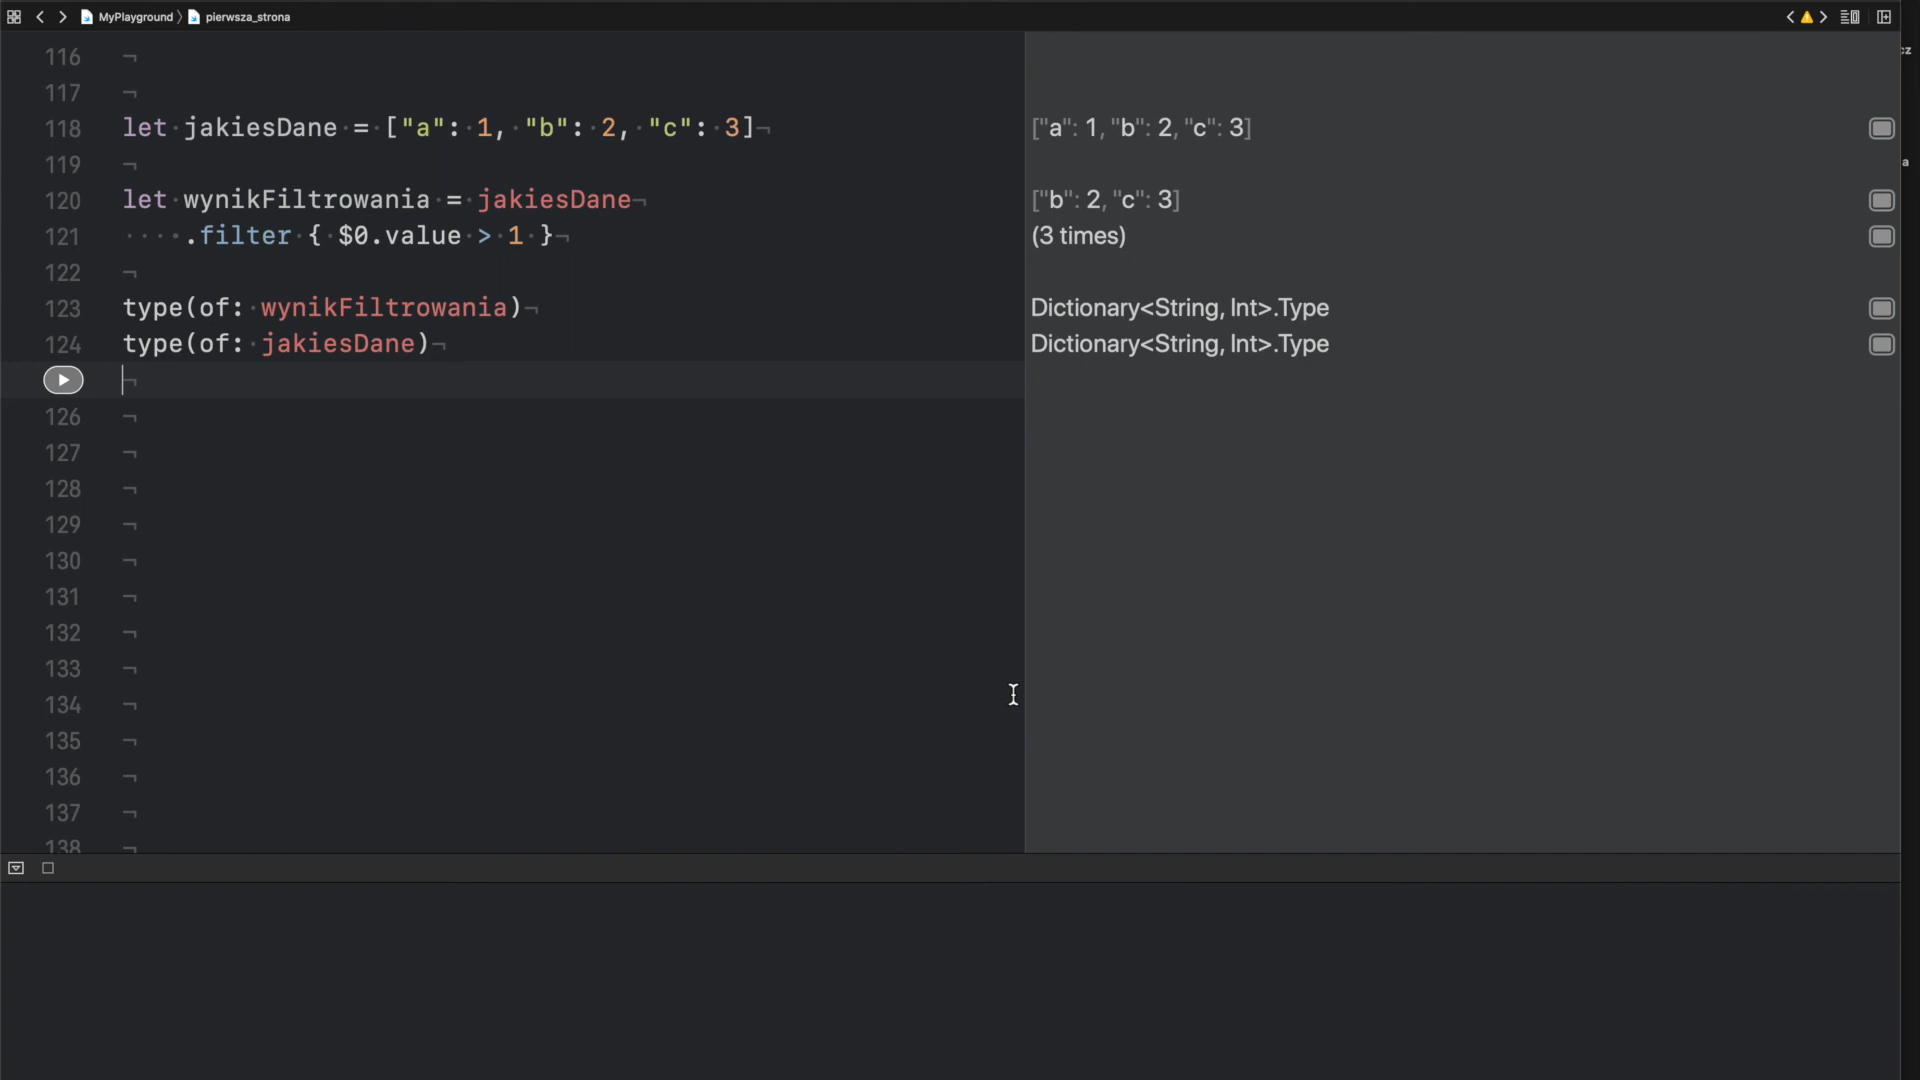 MyPlayground 〉 pierwsza_strona
116 ¬
cz
117 ¬
118 let·jakiesDane·=·["a":·1,·"b":·2,·"c":·3]¬ ["a": 1, "b": 2, "c": 3]
119 ¬
a
120 let·wynikFiltrowania·=·jakiesDane¬ ["b": 2, "c": 3]
121 ····.filter·{·$0.value·>·1·}¬ (3 times)
122 ¬
123 type(of:·wynikFiltrowania)¬ Dictionary<String, Int>.Type
124 type(of:·jakiesDane)¬ Dictionary<String, Int>.Type
¬
126 ¬
127 ¬
128 ¬
129 ¬
130 ¬
131 ¬
132 ¬
133 ¬
134 ¬
135 ¬
136 ¬
137 ¬
138 ¬